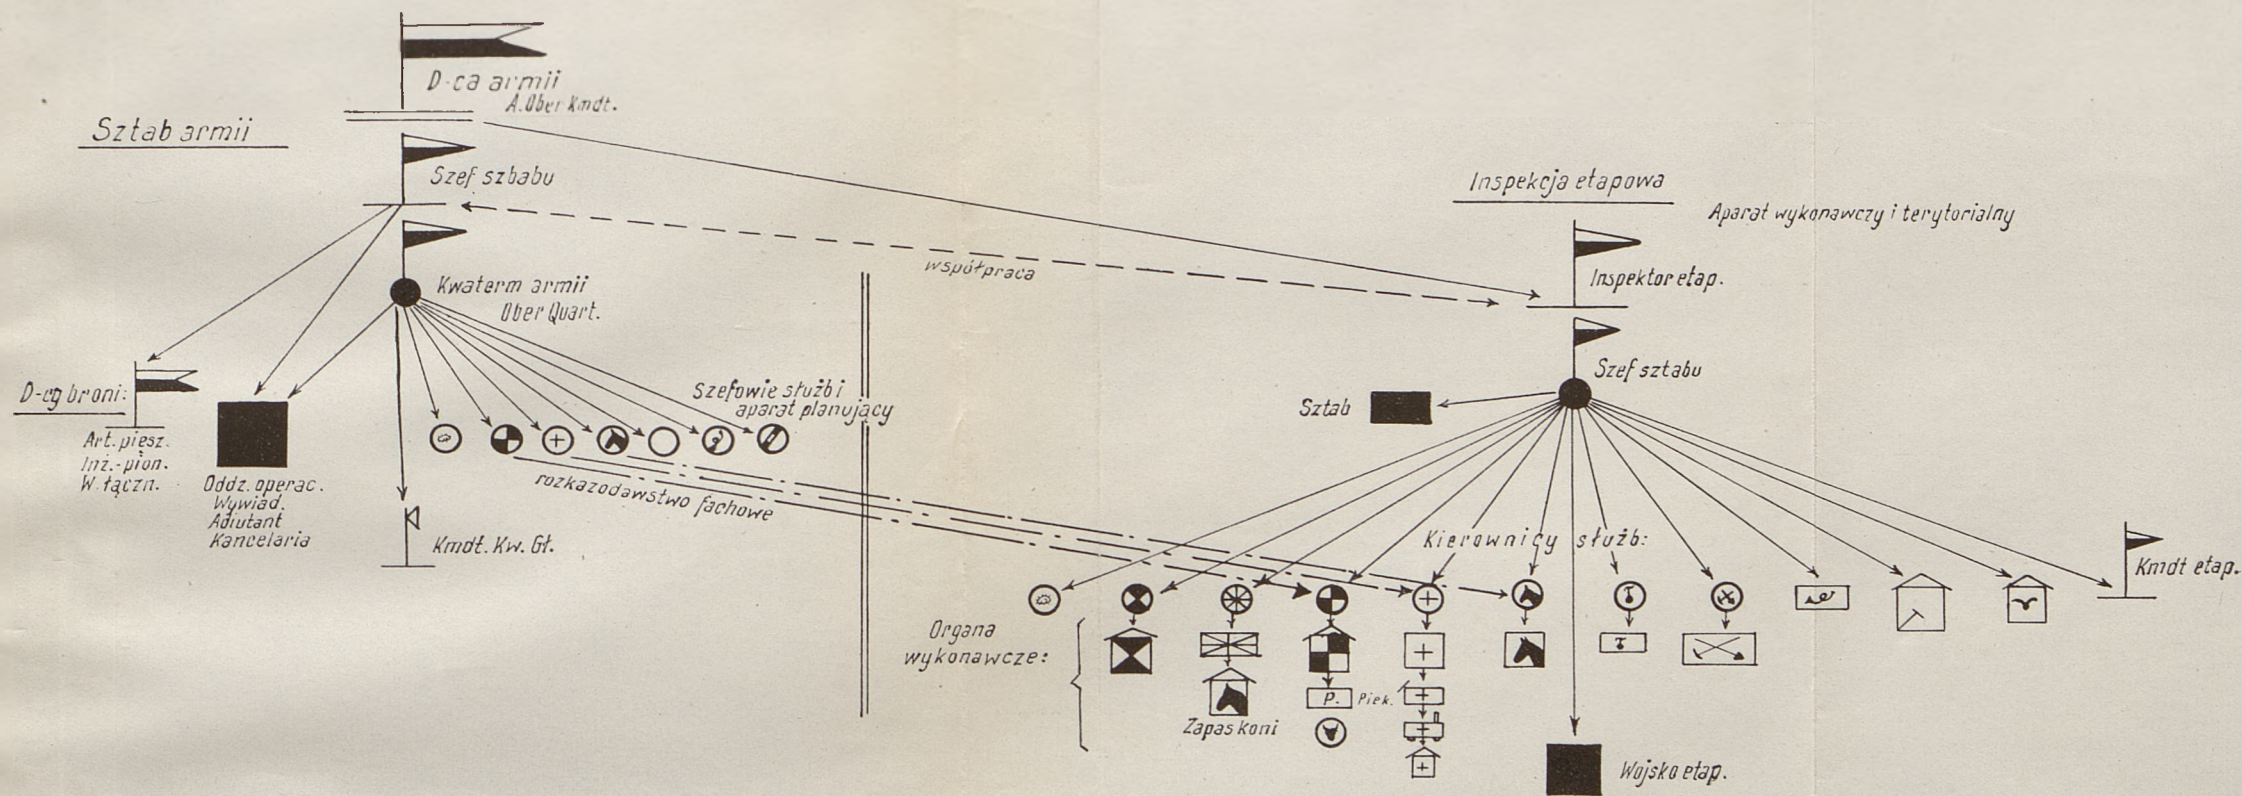 D-ca armii
A. Ober Kmdt.
Sztab armii
Szef szbabu
Kwaterm armii
Ober Quart.
D-cy broni:
Art. piesz.
Inż.-pion.
W. łączn.
Oddz. operac.
Wywiad.
Adiutant
Kancelaria
Kmdt. Kw. Gł.
Szefowie służb i
aparat planujący
rozkazodawstwo fachowe
współpraca
Inspekcja etapowa
Aparat wykonawczy i terytorialny
Inspektor etap.
Szef sztabu
Sztab
Kierownicy służb:
Kmdt etap.
Organa
wykonawcze:
P. Piek.
Zapas koni
Wojsko etap.